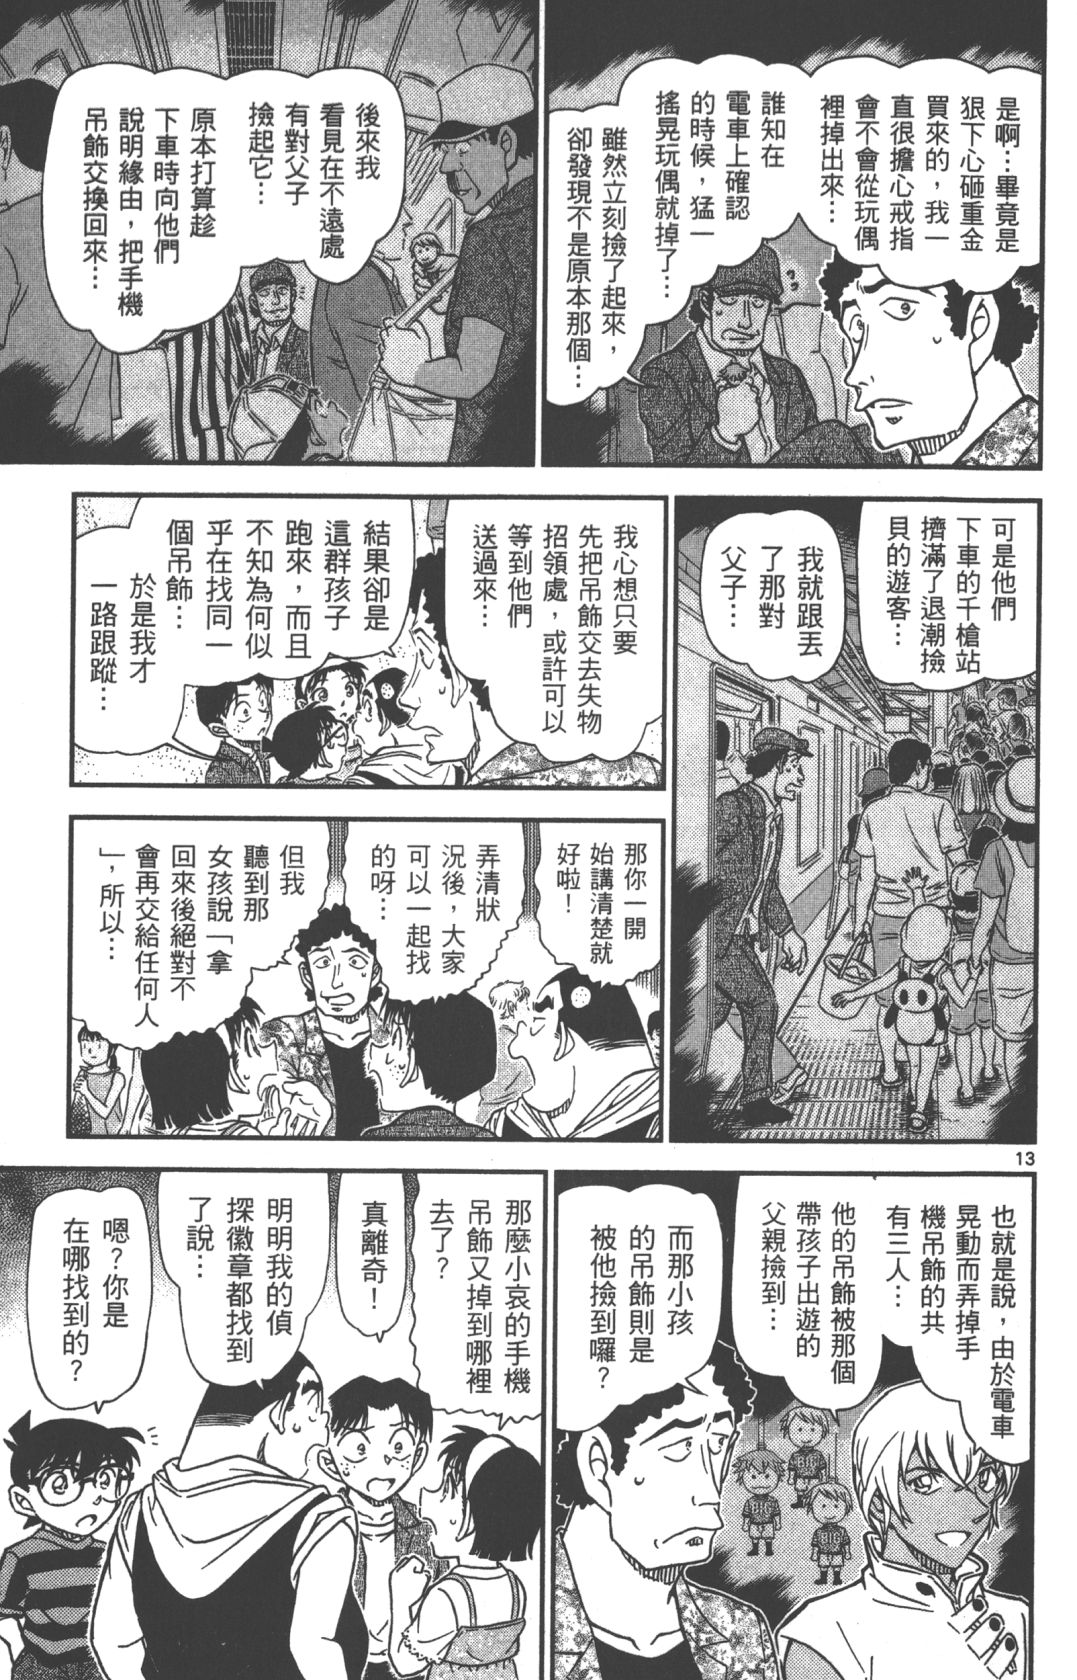 是啊…畢竟是
狠下心砸重金
買來的，我一
直很擔心戒指
會不會從玩偶
裡掉出來…
誰知在
電車上確認
的時候，猛一
搖晃玩偶就掉了…
雖然立刻撿了起來，
卻發現不是原本那個…
後來我
看見在不遠處
有對父子
撿起它…
原本打算趁
下車時向他們
說明緣由，把手機
吊飾交換回來…
可是他們
下車的千槍站
擠滿了退潮撿
貝的遊客…
我就跟丟
了那對
父子…
我心想只要
先把吊飾交去失物
招領處，或許可以
等到他們
送過來…
結果卻是
這群孩子
跑來，而且
不知為何似
乎在找同一
個吊飾…
於是我才
一路跟蹤…
那你一開
始講清楚就
好啦！
弄清狀
況後，大家
可以一起找
的呀…
但我
聽到那
女孩說「拿
回來後絕對不
會再交給任何人
」，所以…
13
也就是說，由於電車
晃動而弄掉手
機吊飾的共
有三人…
他的吊飾被那個
帶孩子出遊的
父親撿到…
而那小孩
的吊飾則是
被他撿到囉？
BIG
BIG
BIG
BIG
那麼小哀的手機
吊飾又掉到哪裡
去了？
真離奇！
明明我的偵
探徽章都找到
了說…
嗯？你是
在哪找到的？